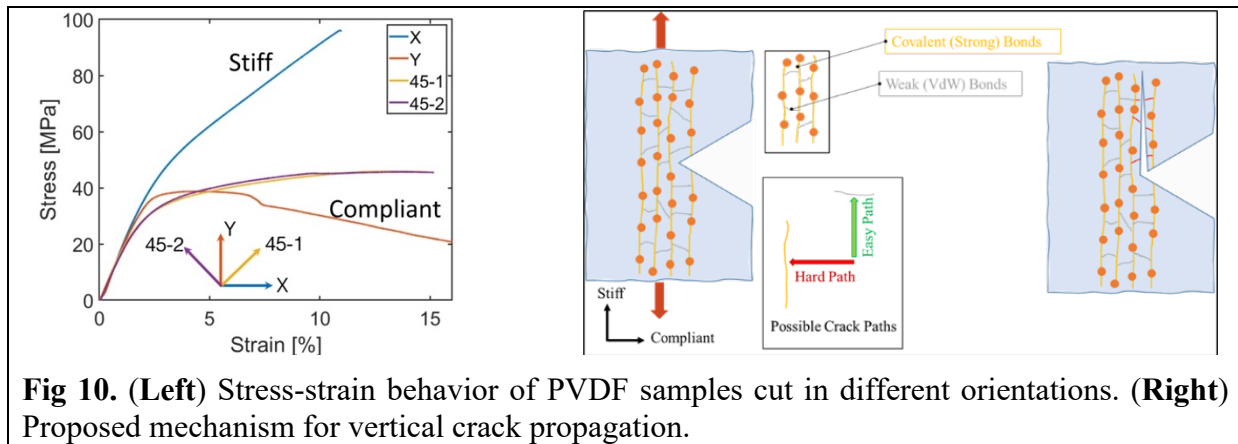 100
80
60
40
20
0
Stress [MPa]
0
5
10
15
Strain [%]
Stiff
Compliant
X
Y
45-1
45-2
45-2
Y
45-1
X
Covalent (Strong) Bonds
Weak (VdW) Bonds
Easy Path
Hard Path
Possible Crack Paths
Stiff
Compliant
Fig 10. (Left) Stress-strain behavior of PVDF samples cut in different orientations. (Right)
Proposed mechanism for vertical crack propagation.